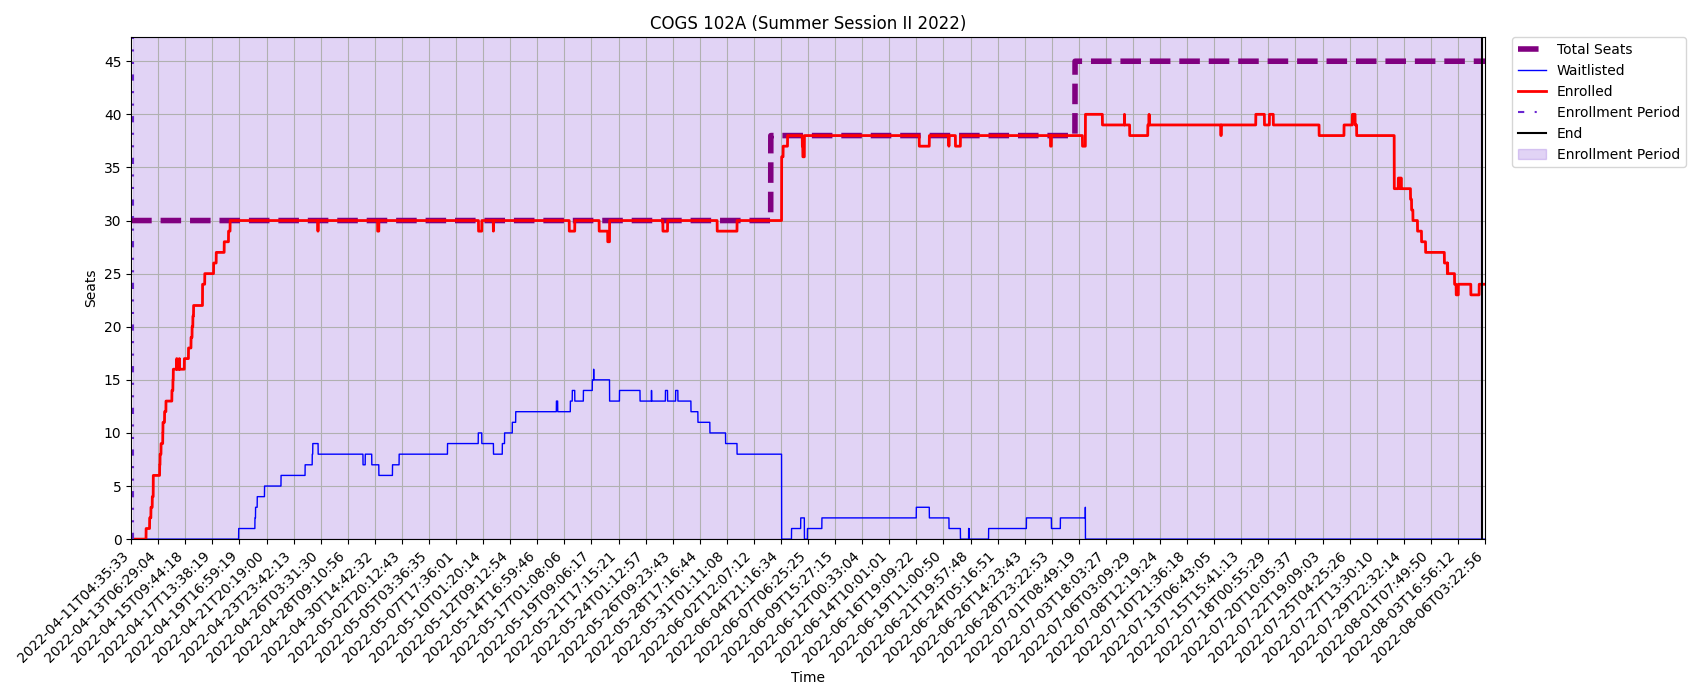 COGS 102A (Summer Session II 2022)
Total Seats
Waitlisted
Enrolled
Enrollment Period
End
Enrollment Period
Seats
45
40
35
30
25
20
15
10
5
0
2022-04-11T04:35:33
2022-04-13T06:29:04
2022-04-15T09:44:18
2022-04-17T13:38:19
2022-04-19T16:59:19
2022-04-21T20:19:00
2022-04-23T23:42:13
2022-04-26T03:31:30
2022-04-28T09:10:56
2022-04-30T14:42:32
2022-05-02T20:12:43
2022-05-05T03:36:35
2022-05-07T17:36:01
2022-05-10T01:20:14
2022-05-12T09:12:54
2022-05-14T16:59:46
2022-05-17T01:08:06
2022-05-19T09:06:17
2022-05-21T17:15:21
2022-05-24T01:12:57
2022-05-26T09:23:43
2022-05-28T17:16:44
2022-05-31T01:11:08
2022-06-02T12:07:12
2022-06-04T21:16:34
2022-06-07T06:25:25
2022-06-09T15:27:15
2022-06-12T00:33:04
2022-06-14T10:01:01
2022-06-16T19:09:22
2022-06-19T11:00:50
2022-06-21T19:57:48
2022-06-24T05:16:51
2022-06-26T14:23:43
2022-06-28T23:22:53
2022-07-01T08:49:19
2022-07-03T18:03:27
2022-07-06T03:09:29
2022-07-08T12:19:24
2022-07-10T21:36:18
2022-07-13T06:43:05
2022-07-15T15:41:13
2022-07-18T00:55:29
2022-07-20T10:05:37
2022-07-22T19:09:03
2022-07-25T04:25:26
2022-07-27T13:30:10
2022-07-29T22:32:14
2022-08-01T07:49:50
2022-08-03T16:56:12
2022-08-06T03:22:56
Time